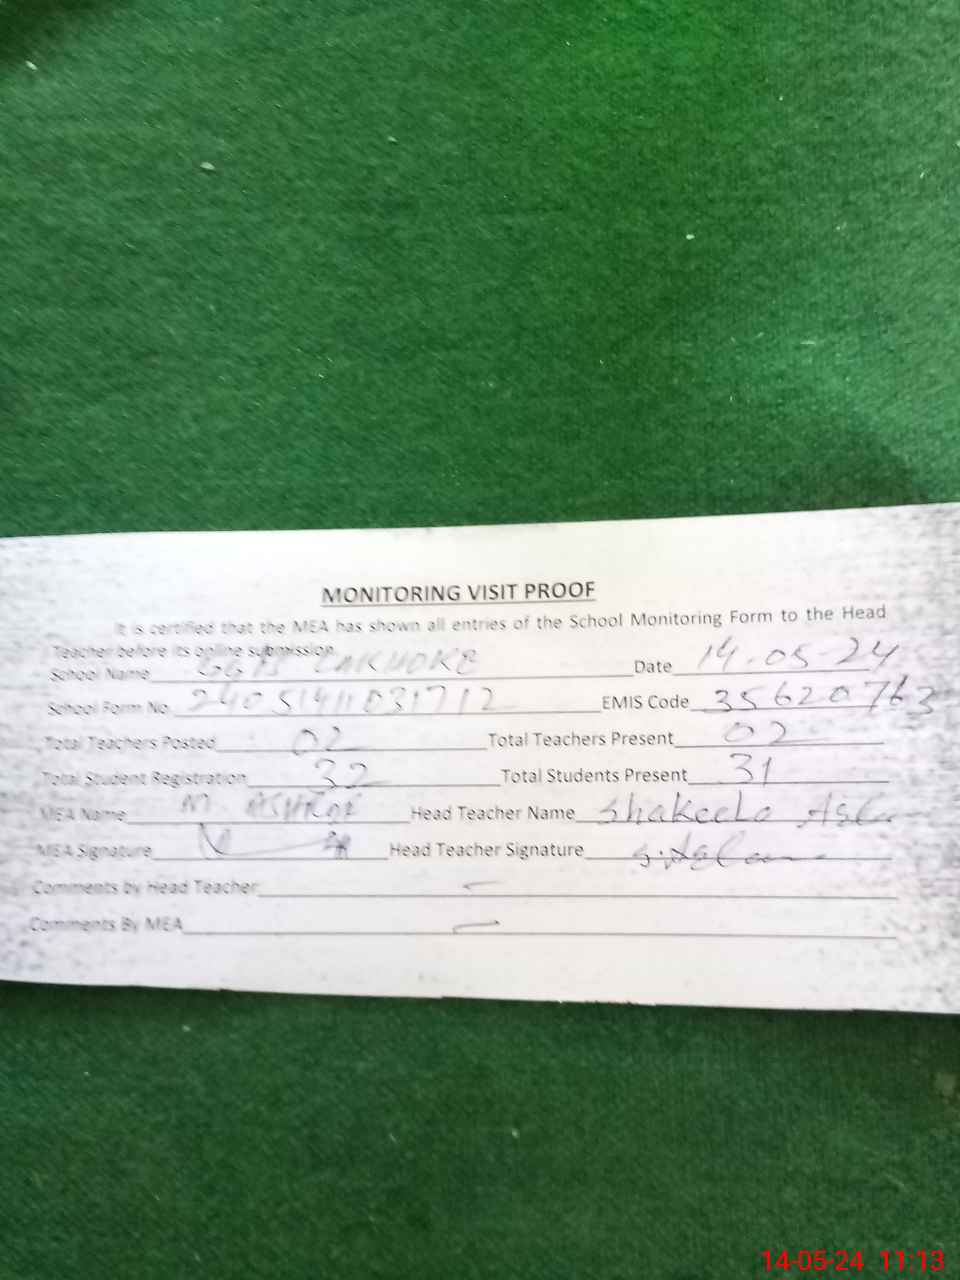 MONITORING VISIT PROOF
It is certified that the MEA has shown all entries of the School Monitoring Form to the Head
Teacher before its online submission.
School Name Date 14.05-24
School Form No. 24051411031712 EMIS Code 35620763
Total Teachers Posted 02 Total Teachers Present 02
Total Student Registration 32 Total Students Present 31
MEA Name M. Head Teacher Name Shakeela
MEA Signature Head Teacher Signature S.Aslam
Comments by Head Teacher —
Comments By MEA —
14-05-24 11:13